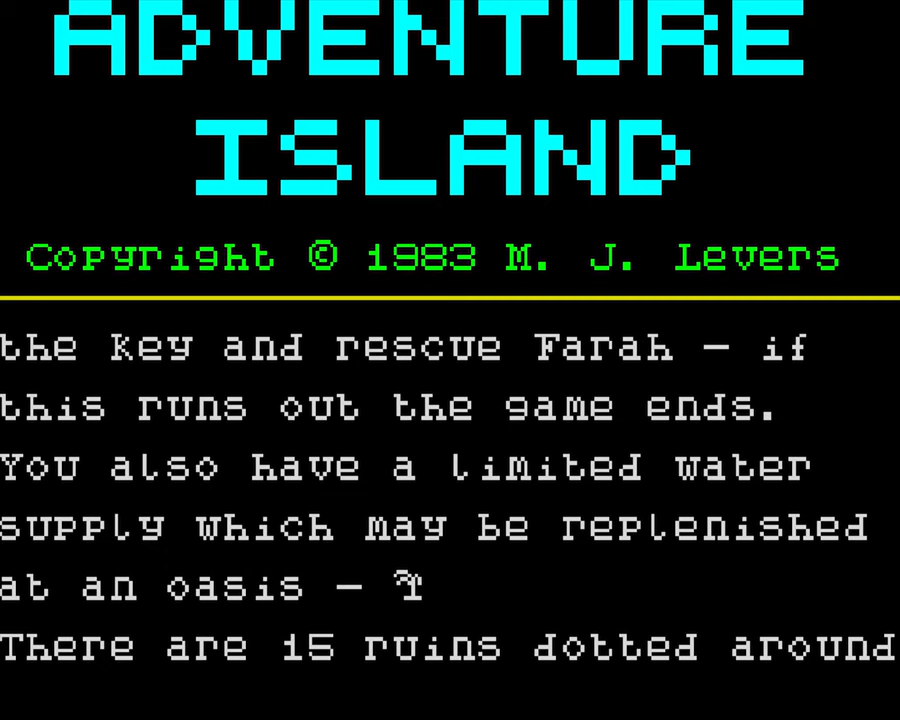 ADVENTURE
ISLAND
Copyright © 1983 M. J. Levers
the key and rescue Farah – if
this runs out the game ends.
You also have a limited water
supply which may be replenished
at an oasis –
There are 15 ruins dotted around